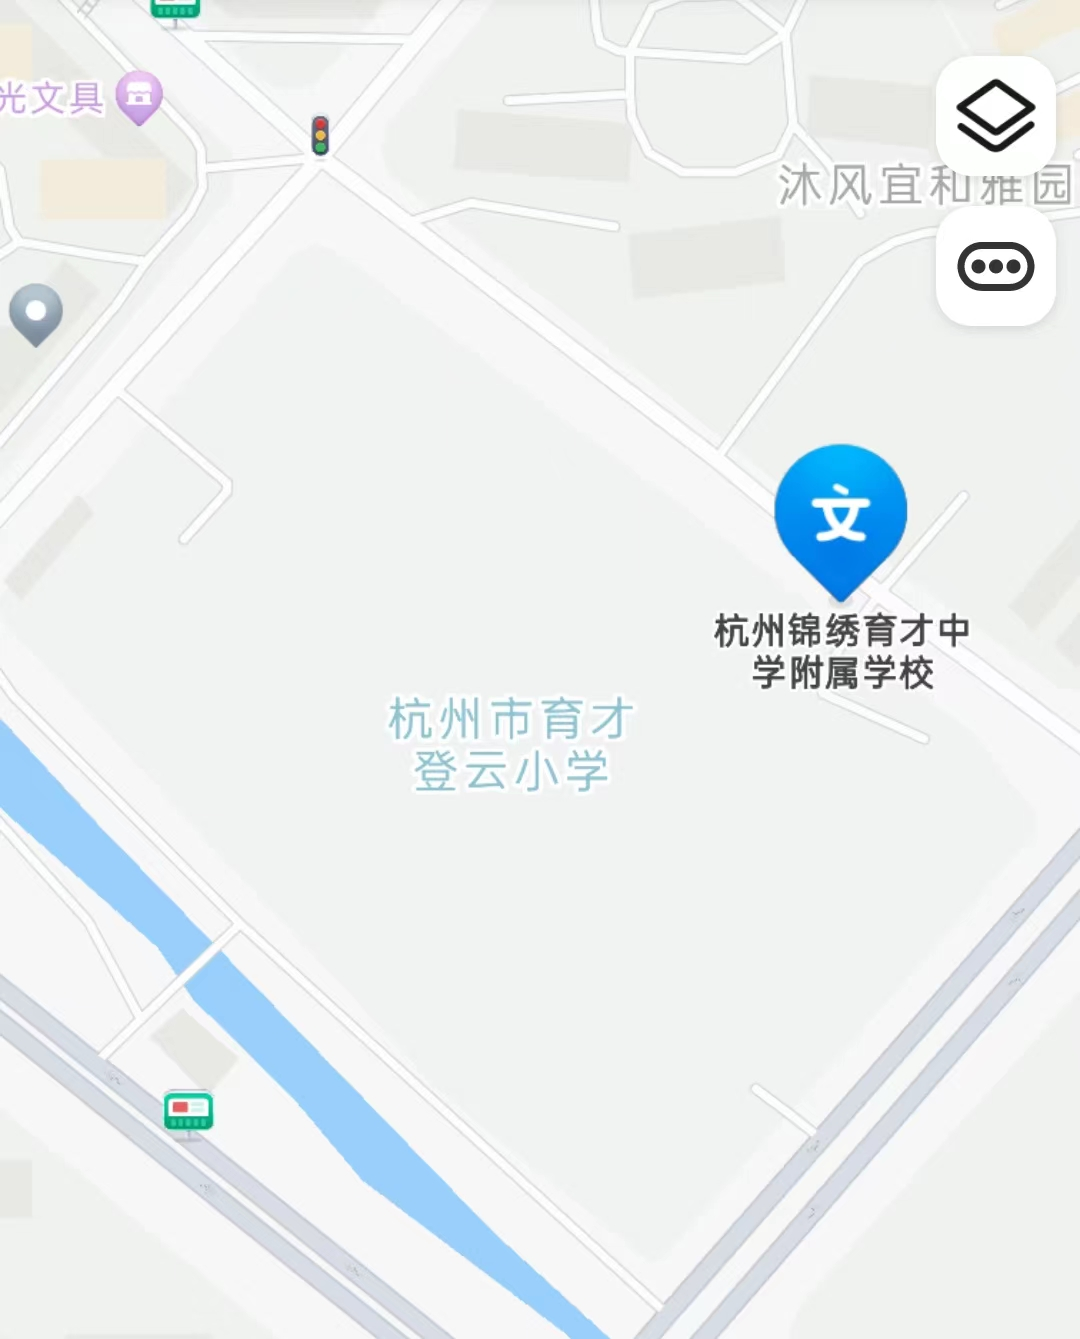 光文具
沐风宜和雅园
文
杭州锦绣育才中
学附属学校
杭州市育才
登云小学